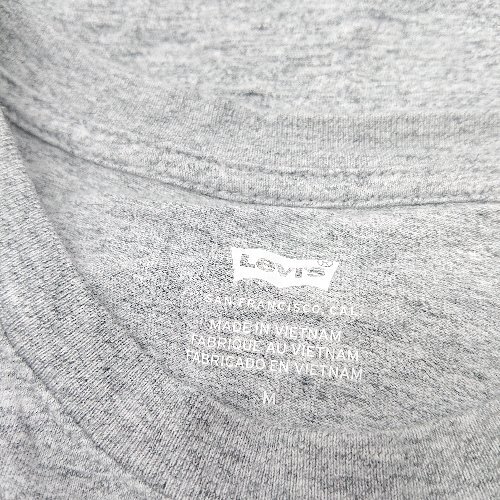 LEVI'S®
SAN FRANCISCO, CAL.
MADE IN VIETNAM
FABRIQUÉ AU VIETNAM
FABRICADO EN VIETNAM
M